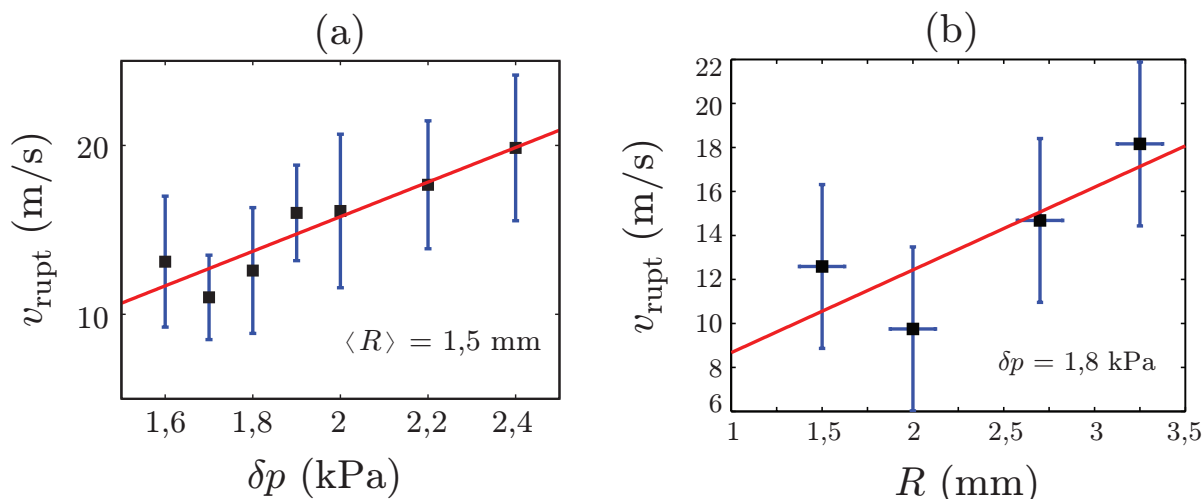 (a)
20
10
v_rupt (m/s)
⟨R⟩ = 1,5 mm
1,6 1,8 2 2,2 2,4
δp (kPa)
(b)
22
20
18
16
14
12
10
8
6
v_rupt (m/s)
δp = 1,8 kPa
1 1,5 2 2,5 3 3,5
R (mm)